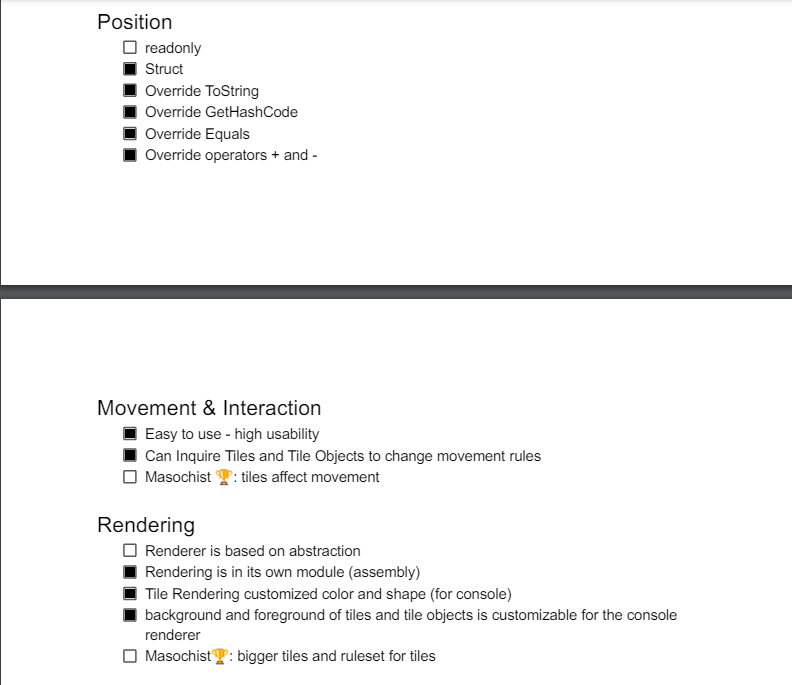 Position
☐ readonly
■ Struct
■ Override ToString
■ Override GetHashCode
■ Override Equals
■ Override operators + and -
Movement & Interaction
■ Easy to use - high usability
■ Can Inquire Tiles and Tile Objects to change movement rules
☐ Masochist 🏆: tiles affect movement
Rendering
☐ Renderer is based on abstraction
■ Rendering is in its own module (assembly)
■ Tile Rendering customized color and shape (for console)
■ background and foreground of tiles and tile objects is customizable for the console
renderer
☐ Masochist🏆: bigger tiles and ruleset for tiles